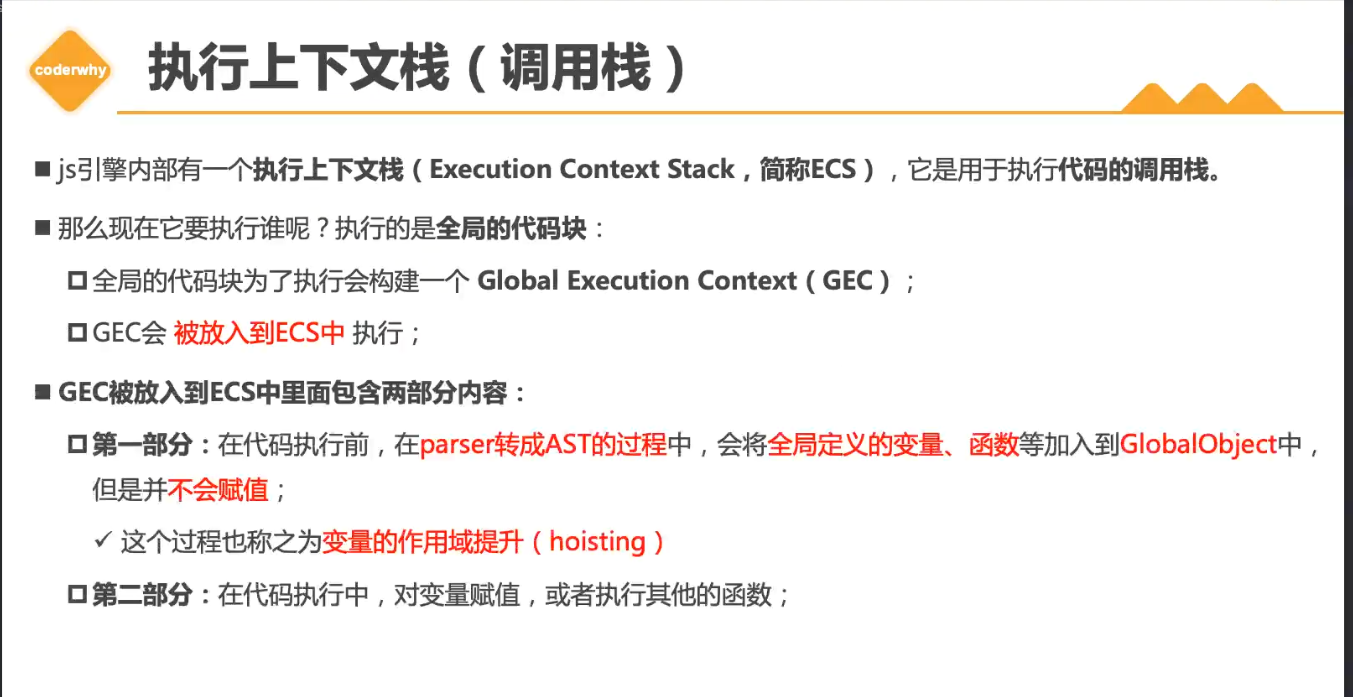 coderwhy
执行上下文栈（调用栈）
■ js引擎内部有一个执行上下文栈（Execution Context Stack，简称ECS），它是用于执行代码的调用栈。
■ 那么现在它要执行谁呢？执行的是全局的代码块：
全局的代码块为了执行会构建一个 Global Execution Context（GEC）；
GEC会 被放入到ECS中 执行；
■ GEC被放入到ECS中里面包含两部分内容：
第一部分：在代码执行前，在parser转成AST的过程中，会将全局定义的变量、函数等加入到GlobalObject中，
但是并不会赋值；
✓ 这个过程也称之为变量的作用域提升（hoisting）
第二部分：在代码执行中，对变量赋值，或者执行其他的函数；